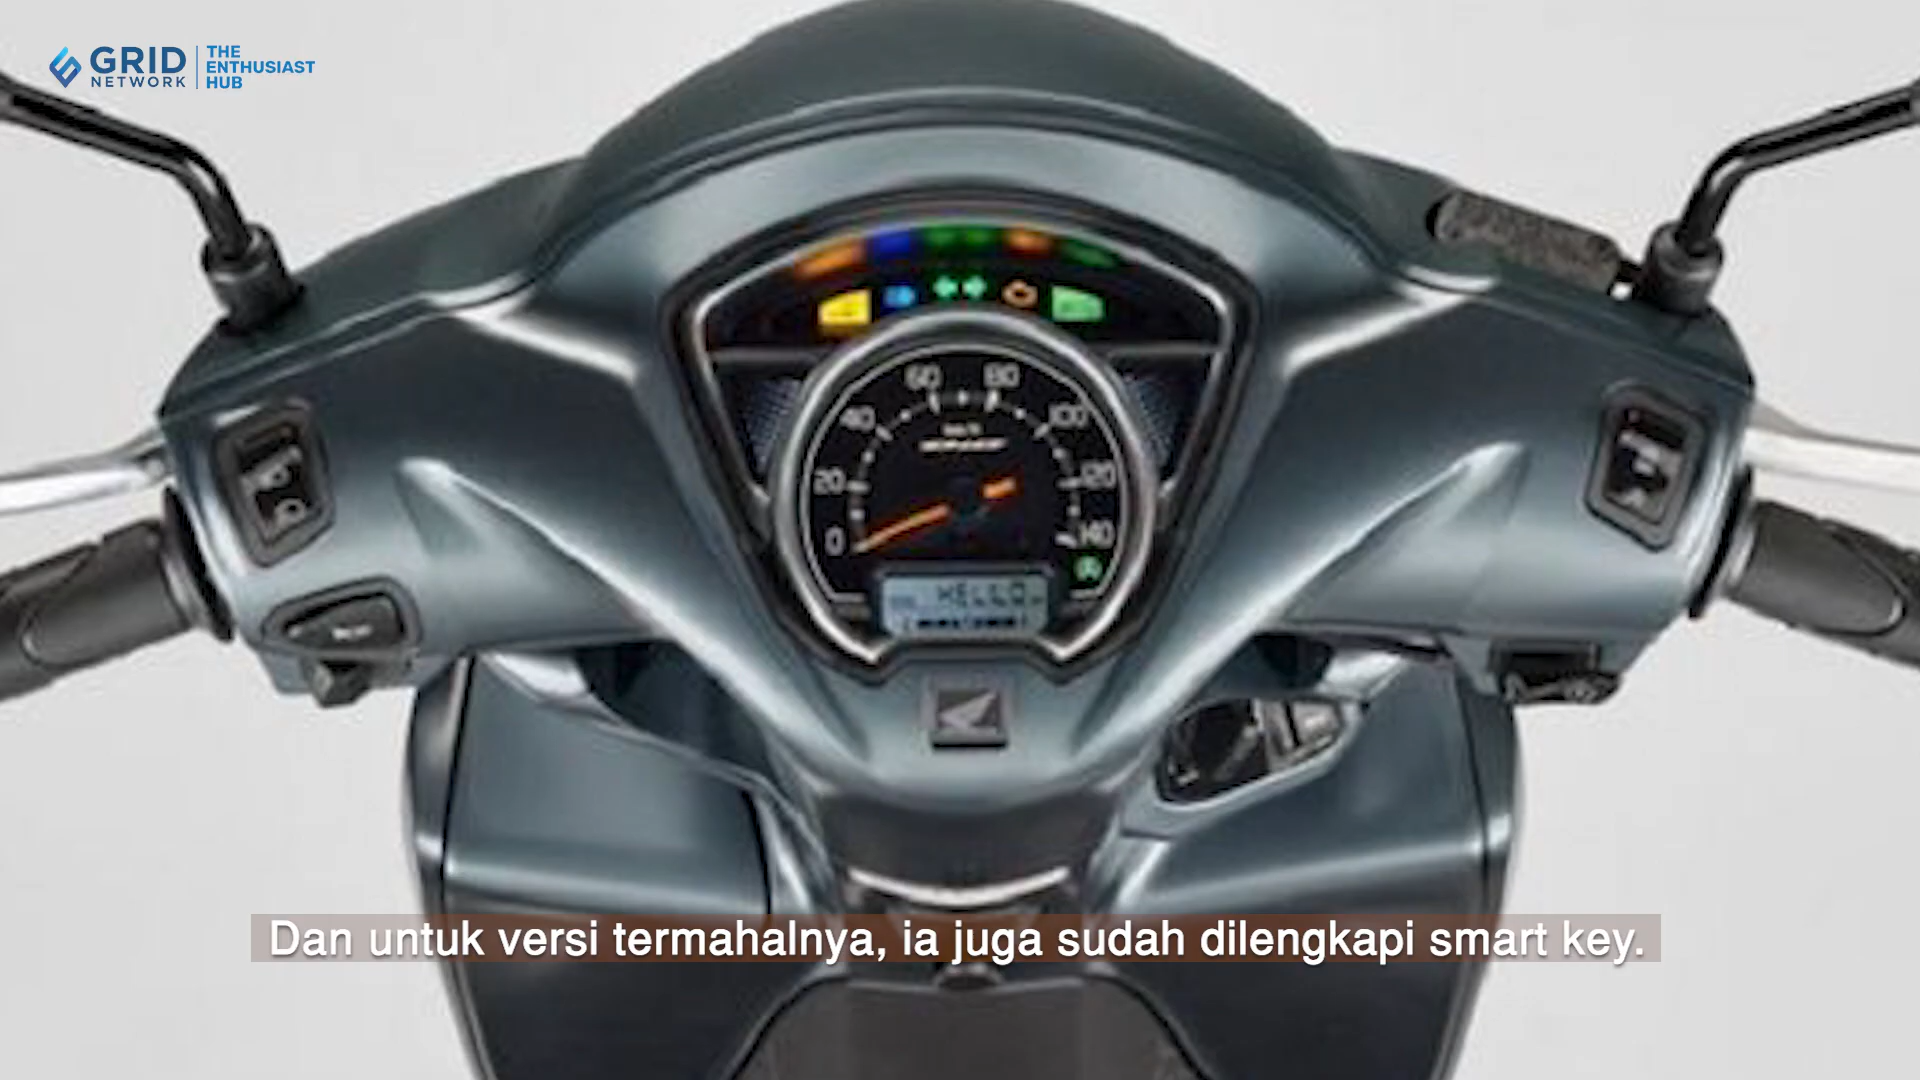 GRID
NETWORK
THE
ENTHUSIAST
HUB
60 80
40 100
20 120
0 140
HELLO
Dan untuk versi termahalnya, ia juga sudah dilengkapi smart key.